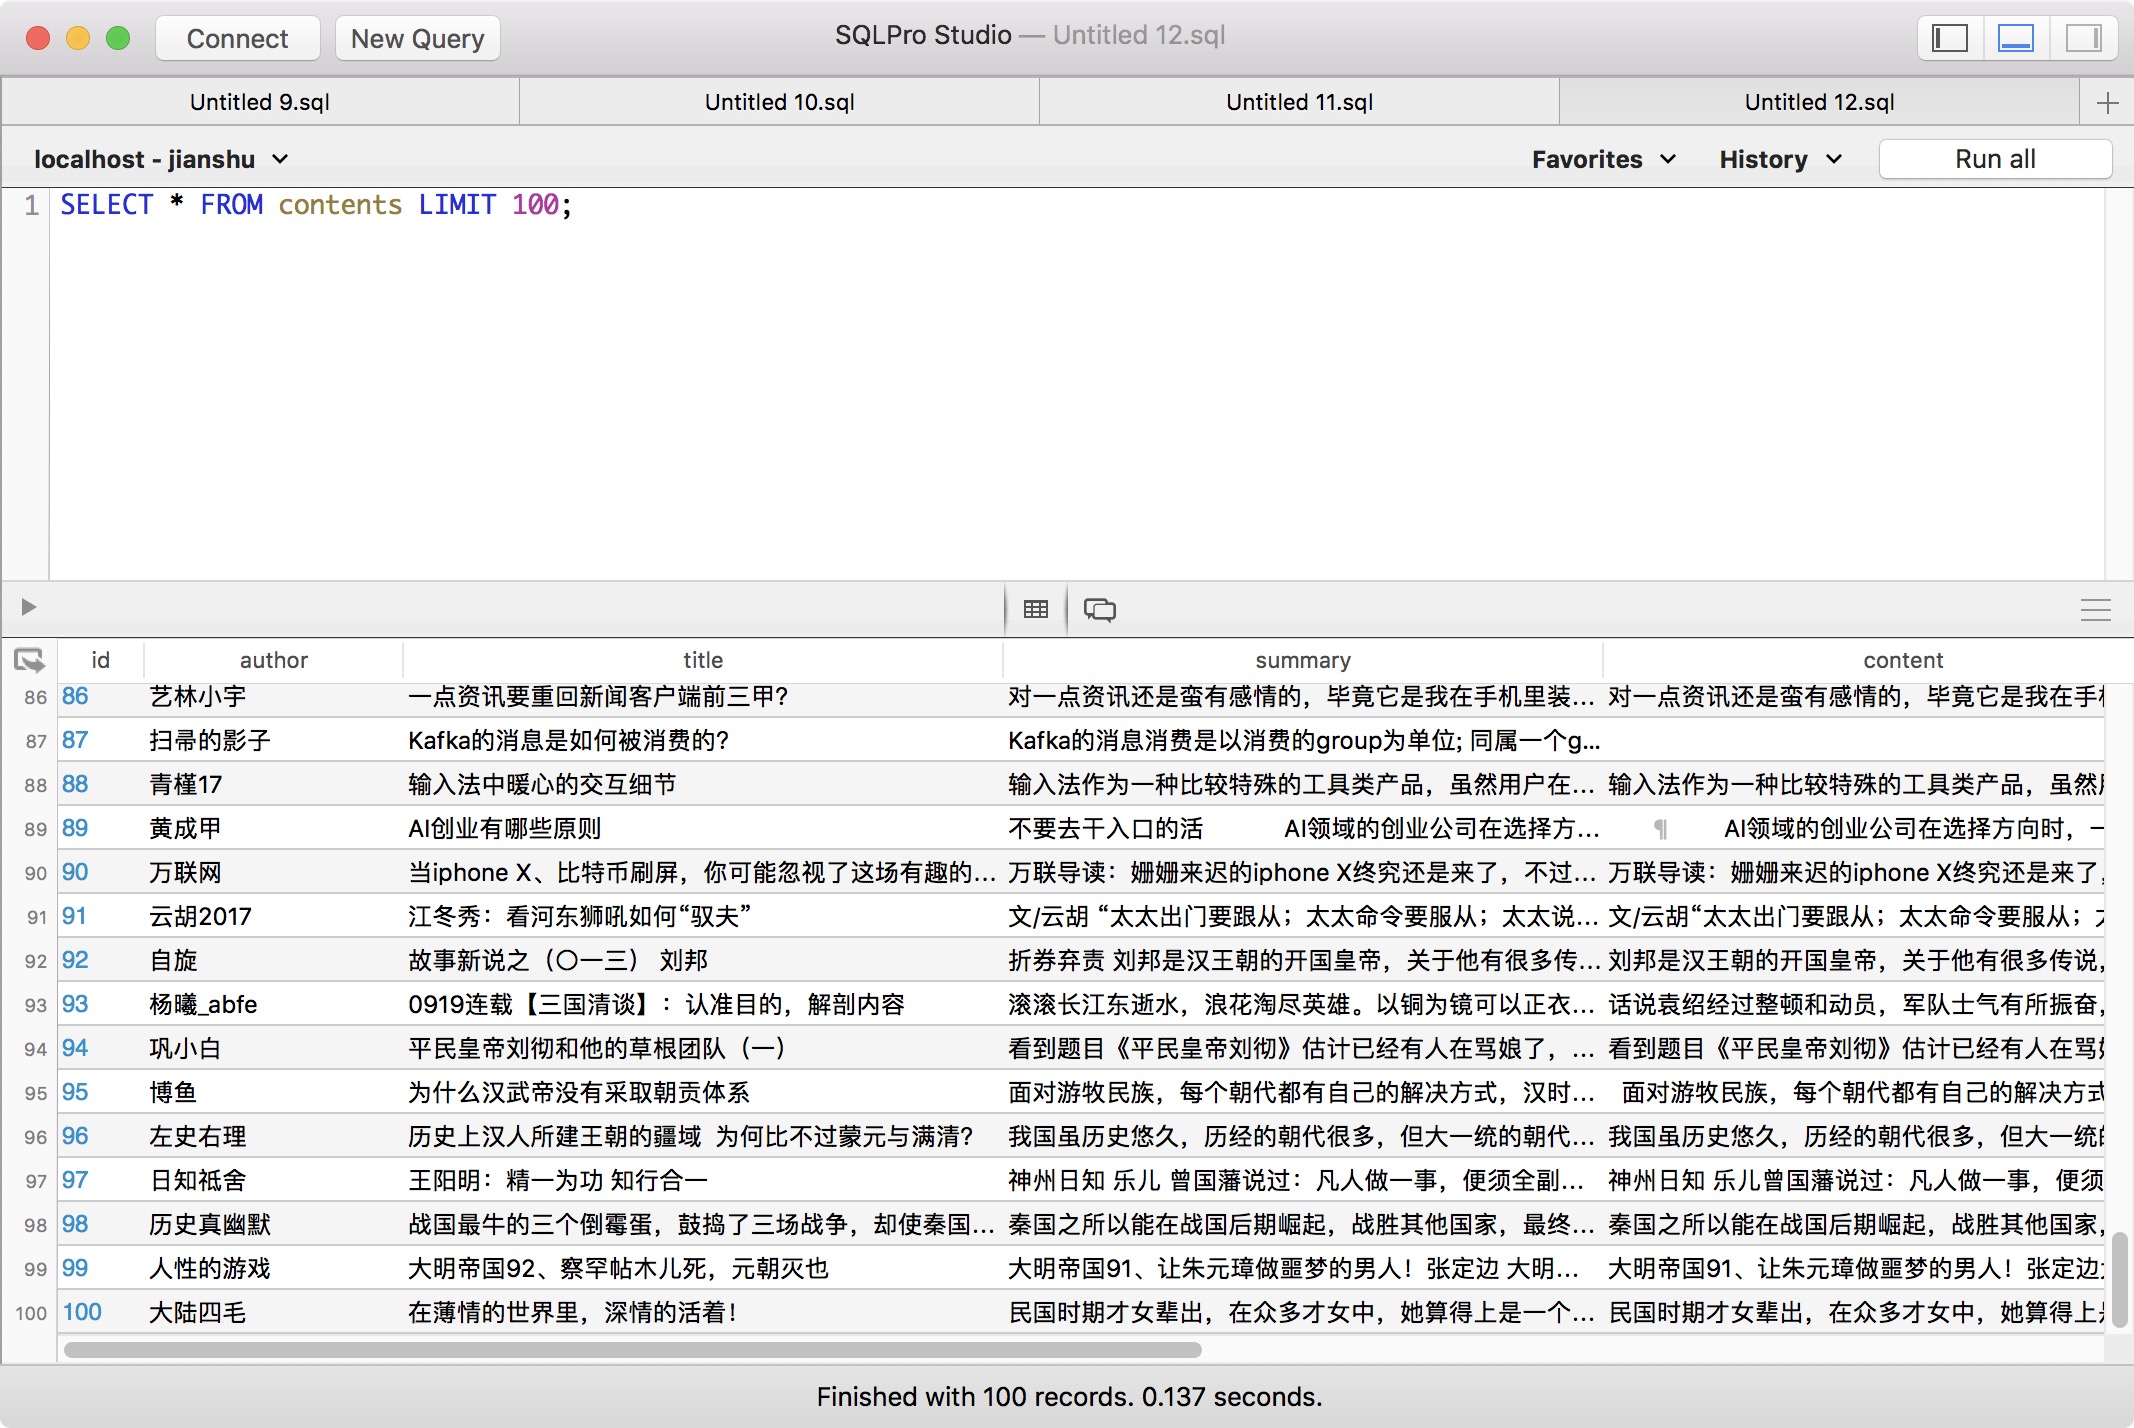 Connect New Query SQLPro Studio — Untitled 12.sql
Untitled 9.sql Untitled 10.sql Untitled 11.sql Untitled 12.sql
localhost - jianshu Favorites History Run all
1 SELECT * FROM contents LIMIT 100;
id author title summary content
86 86 艺林小宇 一点资讯要重回新闻客户端前三甲? 对一点资讯还是蛮有感情的，毕竟它是我在手机里装... 对一点资讯还是蛮有感情的，毕竟它是我在手
87 87 扫帚的影子 Kafka的消息是如何被消费的? Kafka的消息消费是以消费的group为单位; 同属一个g...
88 88 青槿17 输入法中暖心的交互细节 输入法作为一种比较特殊的工具类产品，虽然用户在... 输入法作为一种比较特殊的工具类产品，虽然
89 89 黄成甲 AI创业有哪些原则 不要去干入口的活 AI领域的创业公司在选择方... ¶ AI领域的创业公司在选择方向时，一
90 90 万联网 当iphone X、比特币刷屏，你可能忽视了这场有趣的... 万联导读：姗姗来迟的iphone X终究还是来了，不过... 万联导读：姗姗来迟的iphone X终究还是来了，
91 91 云胡2017 江冬秀：看河东狮吼如何“驭夫” 文/云胡 “太太出门要跟从；太太命令要服从；太太说... 文/云胡“太太出门要跟从；太太命令要服从；
92 92 自旋 故事新说之（〇一三） 刘邦 折券弃责 刘邦是汉王朝的开国皇帝，关于他有很多传... 刘邦是汉王朝的开国皇帝，关于他有很多传说，
93 93 杨曦_abfe 0919连载【三国清谈】：认准目的，解剖内容 滚滚长江东逝水，浪花淘尽英雄。以铜为镜可以正衣... 话说袁绍经过整顿和动员，军队士气有所振奋，
94 94 巩小白 平民皇帝刘彻和他的草根团队（一） 看到题目《平民皇帝刘彻》估计已经有人在骂娘了，... 看到题目《平民皇帝刘彻》估计已经有人在骂
95 95 博鱼 为什么汉武帝没有采取朝贡体系 面对游牧民族，每个朝代都有自己的解决方式，汉时... 面对游牧民族，每个朝代都有自己的解决方式
96 96 左史右理 历史上汉人所建王朝的疆域 为何比不过蒙元与满清? 我国虽历史悠久，历经的朝代很多，但大一统的朝代... 我国虽历史悠久，历经的朝代很多，但大一统
97 97 日知祗舍 王阳明：精一为功 知行合一 神州日知 乐儿 曾国藩说过：凡人做一事，便须全副... 神州日知 乐儿曾国藩说过：凡人做一事，便须
98 98 历史真幽默 战国最牛的三个倒霉蛋，鼓捣了三场战争，却使秦国... 秦国之所以能在战国后期崛起，战胜其他国家，最终... 秦国之所以能在战国后期崛起，战胜其他国家，
99 99 人性的游戏 大明帝国92、察罕帖木儿死，元朝灭也 大明帝国91、让朱元璋做噩梦的男人！张定边 大明... 大明帝国91、让朱元璋做噩梦的男人！张定边
100 100 大陆四毛 在薄情的世界里，深情的活着！ 民国时期才女辈出，在众多才女中，她算得上是一个... 民国时期才女辈出，在众多才女中，她算得上
Finished with 100 records. 0.137 seconds.